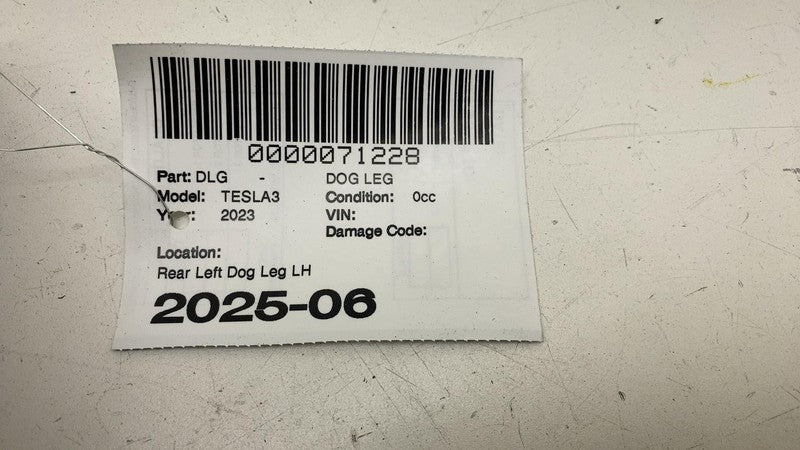 0000071228
Part: DLG - DOG LEG
Model: TESLA3 Condition: 0cc
Year: 2023 VIN:
Damage Code:
Location:
Rear Left Dog Leg LH
2025-06